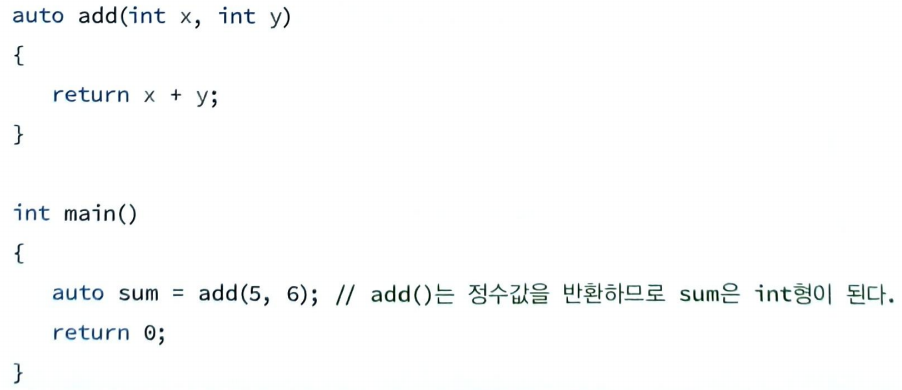 auto add(int x, int y)
{
   return x + y;
}

int main()
{
   auto sum = add(5, 6); // add()는 정수값을 반환하므로 sum은 int형이 된다.
   return 0;
}